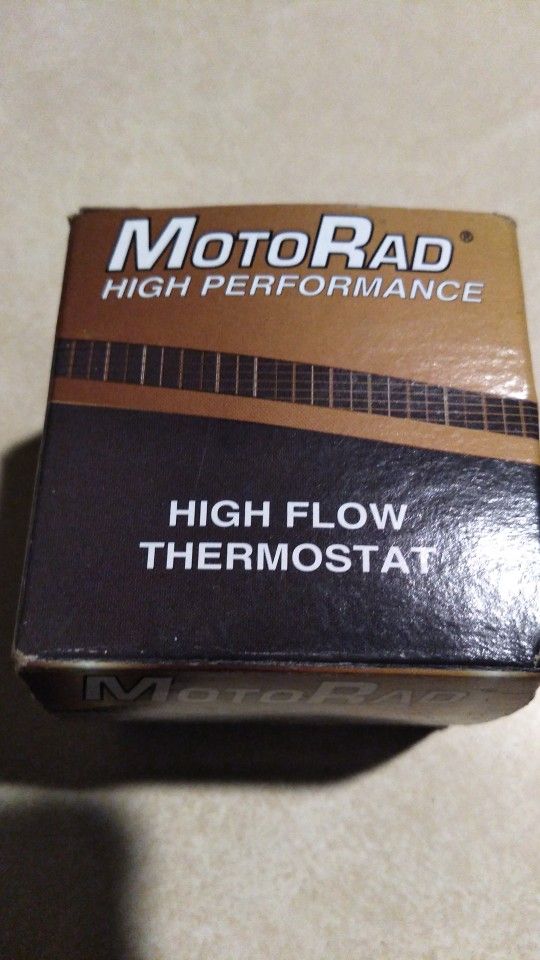 MOTORAD®
HIGH PERFORMANCE
HIGH FLOW
THERMOSTAT
MOTORAD